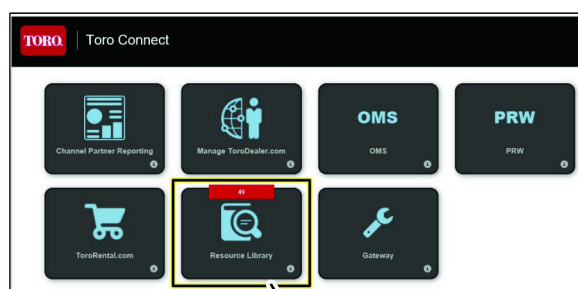 TORO. Toro Connect
OMS PRW
Channel Partner Reporting Manage ToroDealer.com OMS PRW
49
ToroRental.com Resource Library Gateway